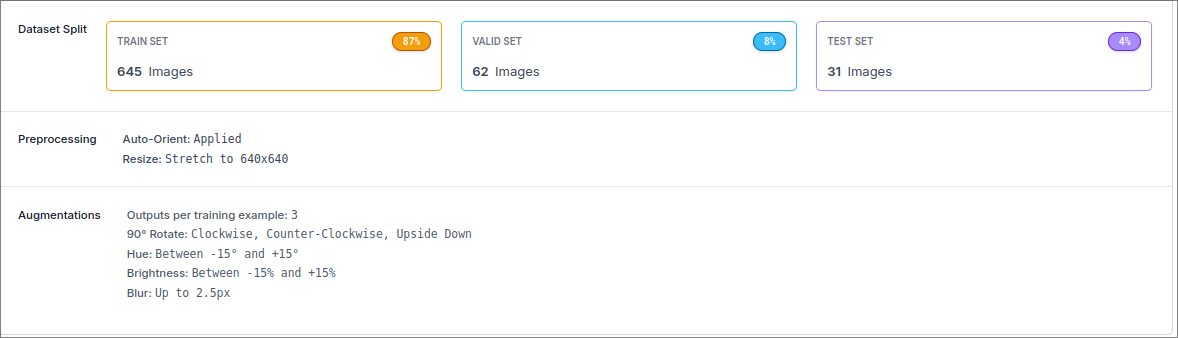 Dataset Split
TRAIN SET 87%
645 Images
VALID SET 8%
62 Images
TEST SET 4%
31 Images
Preprocessing
Auto-Orient: Applied
Resize: Stretch to 640x640
Augmentations
Outputs per training example: 3
90° Rotate: Clockwise, Counter-Clockwise, Upside Down
Hue: Between -15° and +15°
Brightness: Between -15% and +15%
Blur: Up to 2.5px